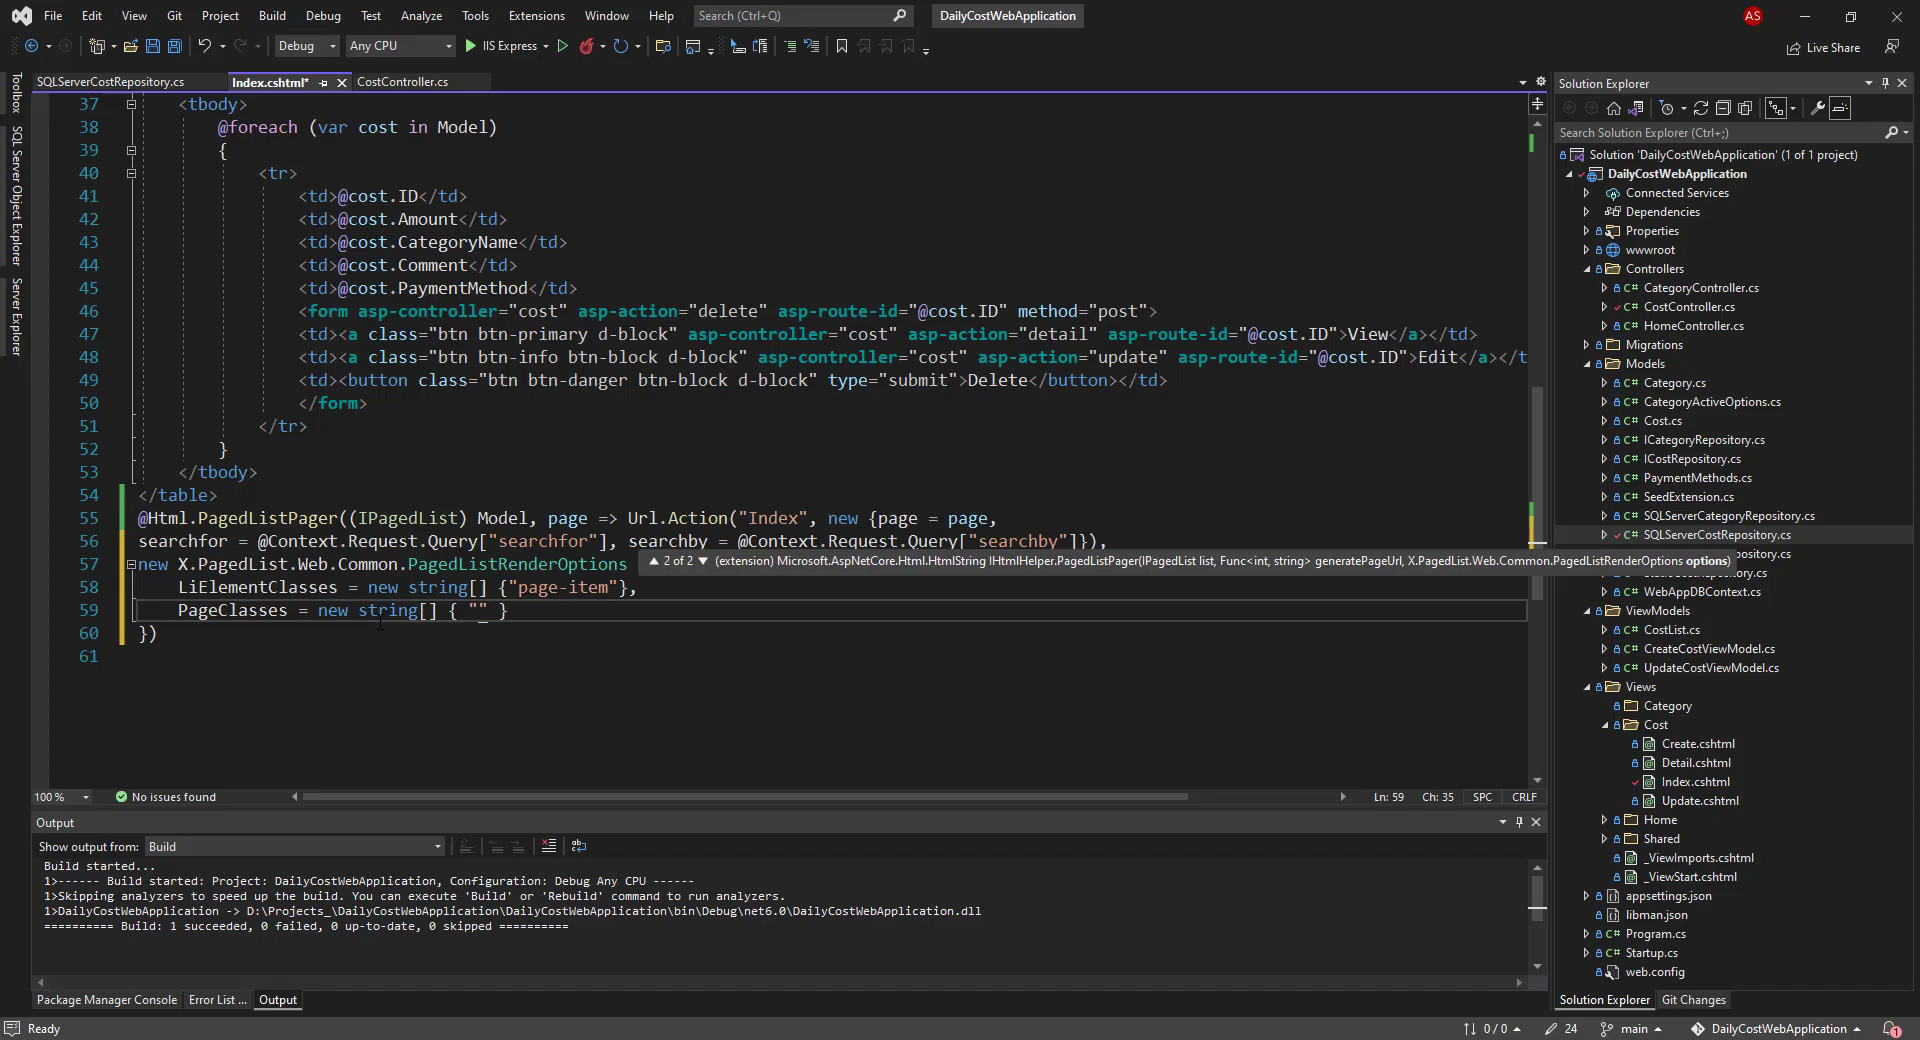 File Edit View Git Project Build Debug Test Analyze Tools Extensions Window Help Search (Ctrl+Q) DailyCostWebApplication AS
Debug Any CPU IIS Express Live Share
SQLServerCostRepository.cs Index.cshtml* CostController.cs
Toolbox
SQL Server Object Explorer
Server Explorer
37 <tbody>
38 @foreach (var cost in Model)
39 {
40 <tr>
41 <td>@cost.ID</td>
42 <td>@cost.Amount</td>
43 <td>@cost.CategoryName</td>
44 <td>@cost.Comment</td>
45 <td>@cost.PaymentMethod</td>
46 <form asp-controller="cost" asp-action="delete" asp-route-id="@cost.ID" method="post">
47 <td><a class="btn btn-primary d-block" asp-controller="cost" asp-action="detail" asp-route-id="@cost.ID">View</a></td>
48 <td><a class="btn btn-info btn-block d-block" asp-controller="cost" asp-action="update" asp-route-id="@cost.ID">Edit</a></t
49 <td><button class="btn btn-danger btn-block d-block" type="submit">Delete</button></td>
50 </form>
51 </tr>
52 }
53 </tbody>
54 </table>
55 @Html.PagedListPager((IPagedList) Model, page => Url.Action("Index", new {page = page,
56 searchfor = @Context.Request.Query["searchfor"], searchby = @Context.Request.Query["searchby"]}),
57 new X.PagedList.Web.Common.PagedListRenderOptions
▲ 2 of 2 ▼ (extension) Microsoft.AspNetCore.Html.HtmlString IHtmlHelper.PagedListPager(IPagedList list, Func<int, string> generatePageUrl, X.PagedList.Web.Common.PagedListRenderOptions options)
58 LiElementClasses = new string[] {"page-item"},
59 PageClasses = new string[] { "" }
60 })
61
100 % No issues found Ln: 59 Ch: 35 SPC CRLF
Output
Show output from: Build
Build started...
1>------ Build started: Project: DailyCostWebApplication, Configuration: Debug Any CPU ------
1>Skipping analyzers to speed up the build. You can execute 'Build' or 'Rebuild' command to run analyzers.
1>DailyCostWebApplication -> D:\Projects_\DailyCostWebApplication\DailyCostWebApplication\bin\Debug\net6.0\DailyCostWebApplication.dll
========== Build: 1 succeeded, 0 failed, 0 up-to-date, 0 skipped ==========
Package Manager Console Error List ... Output
Solution Explorer
Search Solution Explorer (Ctrl+;)
Solution 'DailyCostWebApplication' (1 of 1 project)
DailyCostWebApplication
Connected Services
Dependencies
Properties
wwwroot
Controllers
C# CategoryController.cs
C# CostController.cs
C# HomeController.cs
Migrations
Models
C# Category.cs
C# CategoryActiveOptions.cs
C# Cost.cs
C# ICategoryRepository.cs
C# ICostRepository.cs
C# PaymentMethods.cs
C# SeedExtension.cs
C# SQLServerCategoryRepository.cs
C# SQLServerCostRepository.cs
C# WebAppDBContext.cs
ViewModels
C# CostList.cs
C# CreateCostViewModel.cs
C# UpdateCostViewModel.cs
Views
Category
Cost
Create.cshtml
Detail.cshtml
Index.cshtml
Update.cshtml
Home
Shared
_ViewImports.cshtml
_ViewStart.cshtml
appsettings.json
libman.json
C# Program.cs
C# Startup.cs
web.config
Solution Explorer Git Changes
Ready 0 / 0 24 main DailyCostWebApplication 1